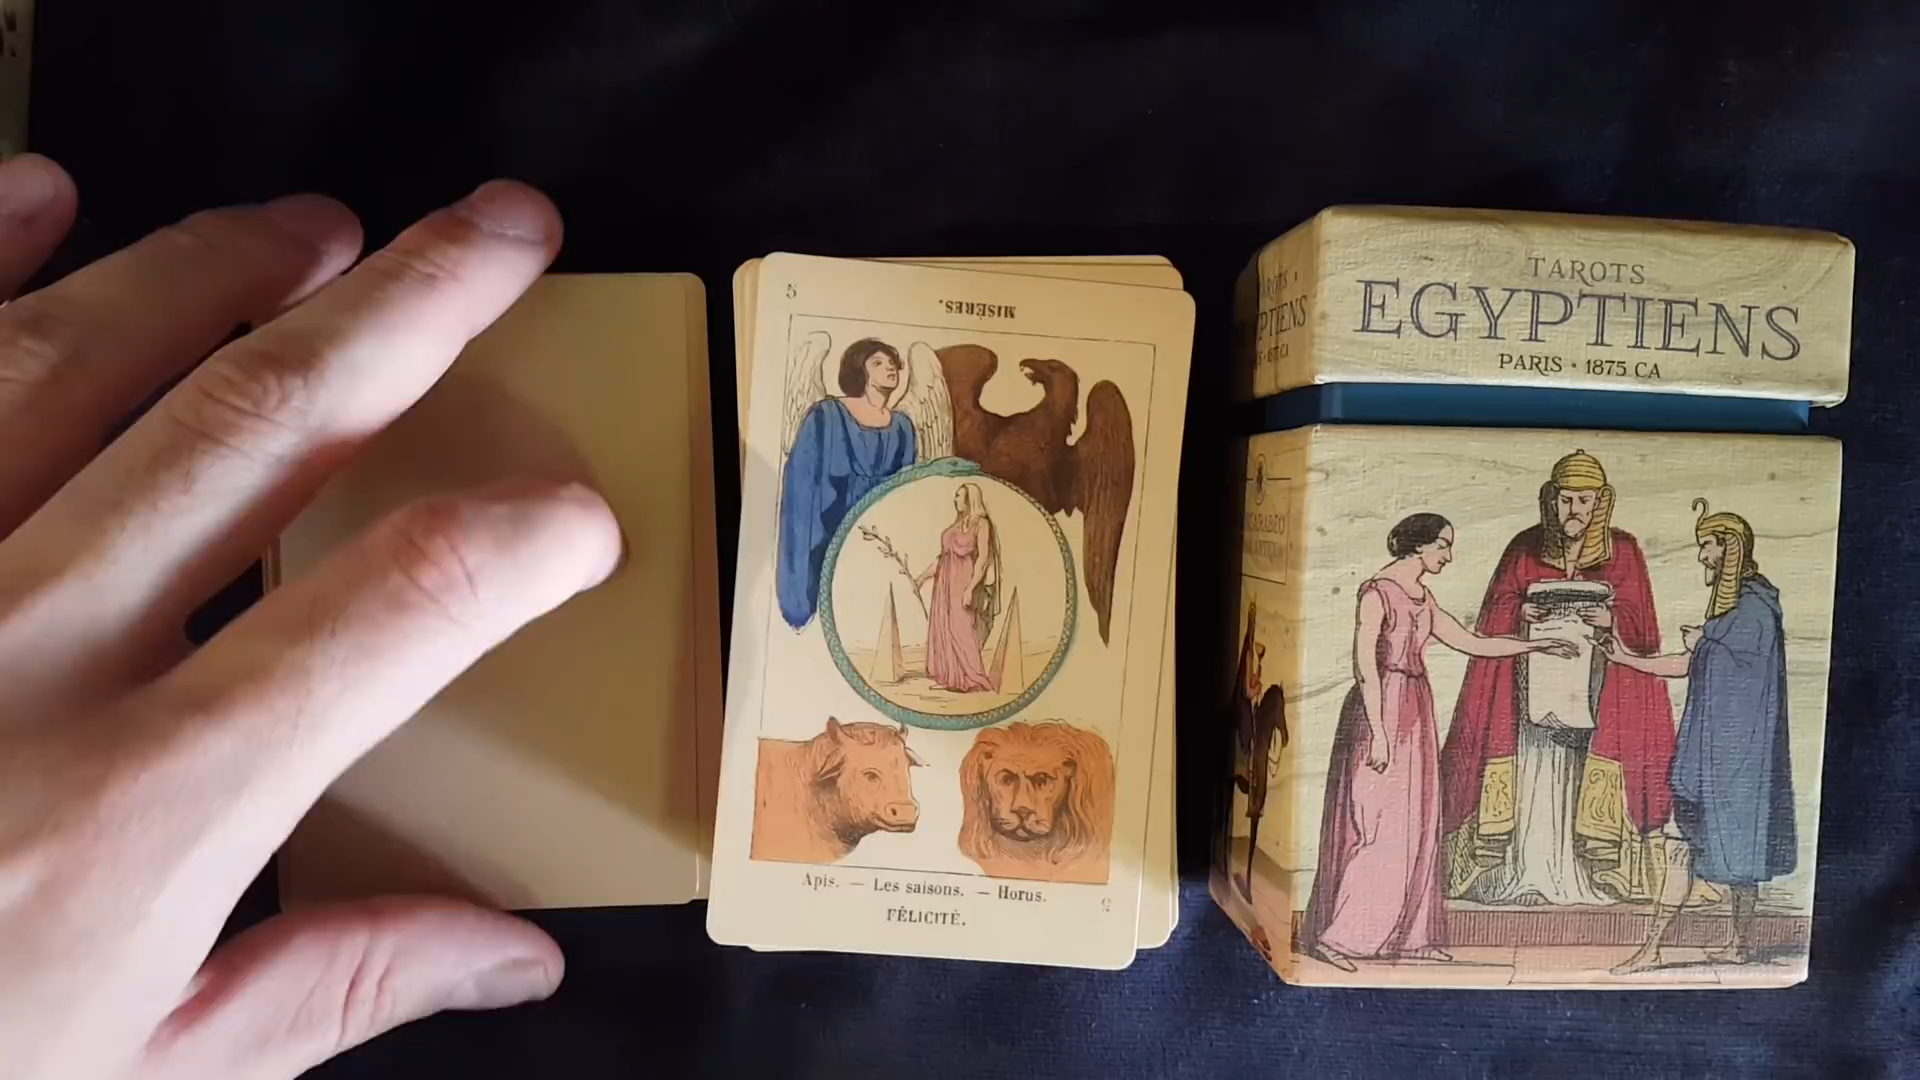 5
MISÈRES.
Apis. — Les saisons. — Horus.
5
FÉLICITÉ.
TAROTS
EGYPTIENS
PARIS • 1875 CA